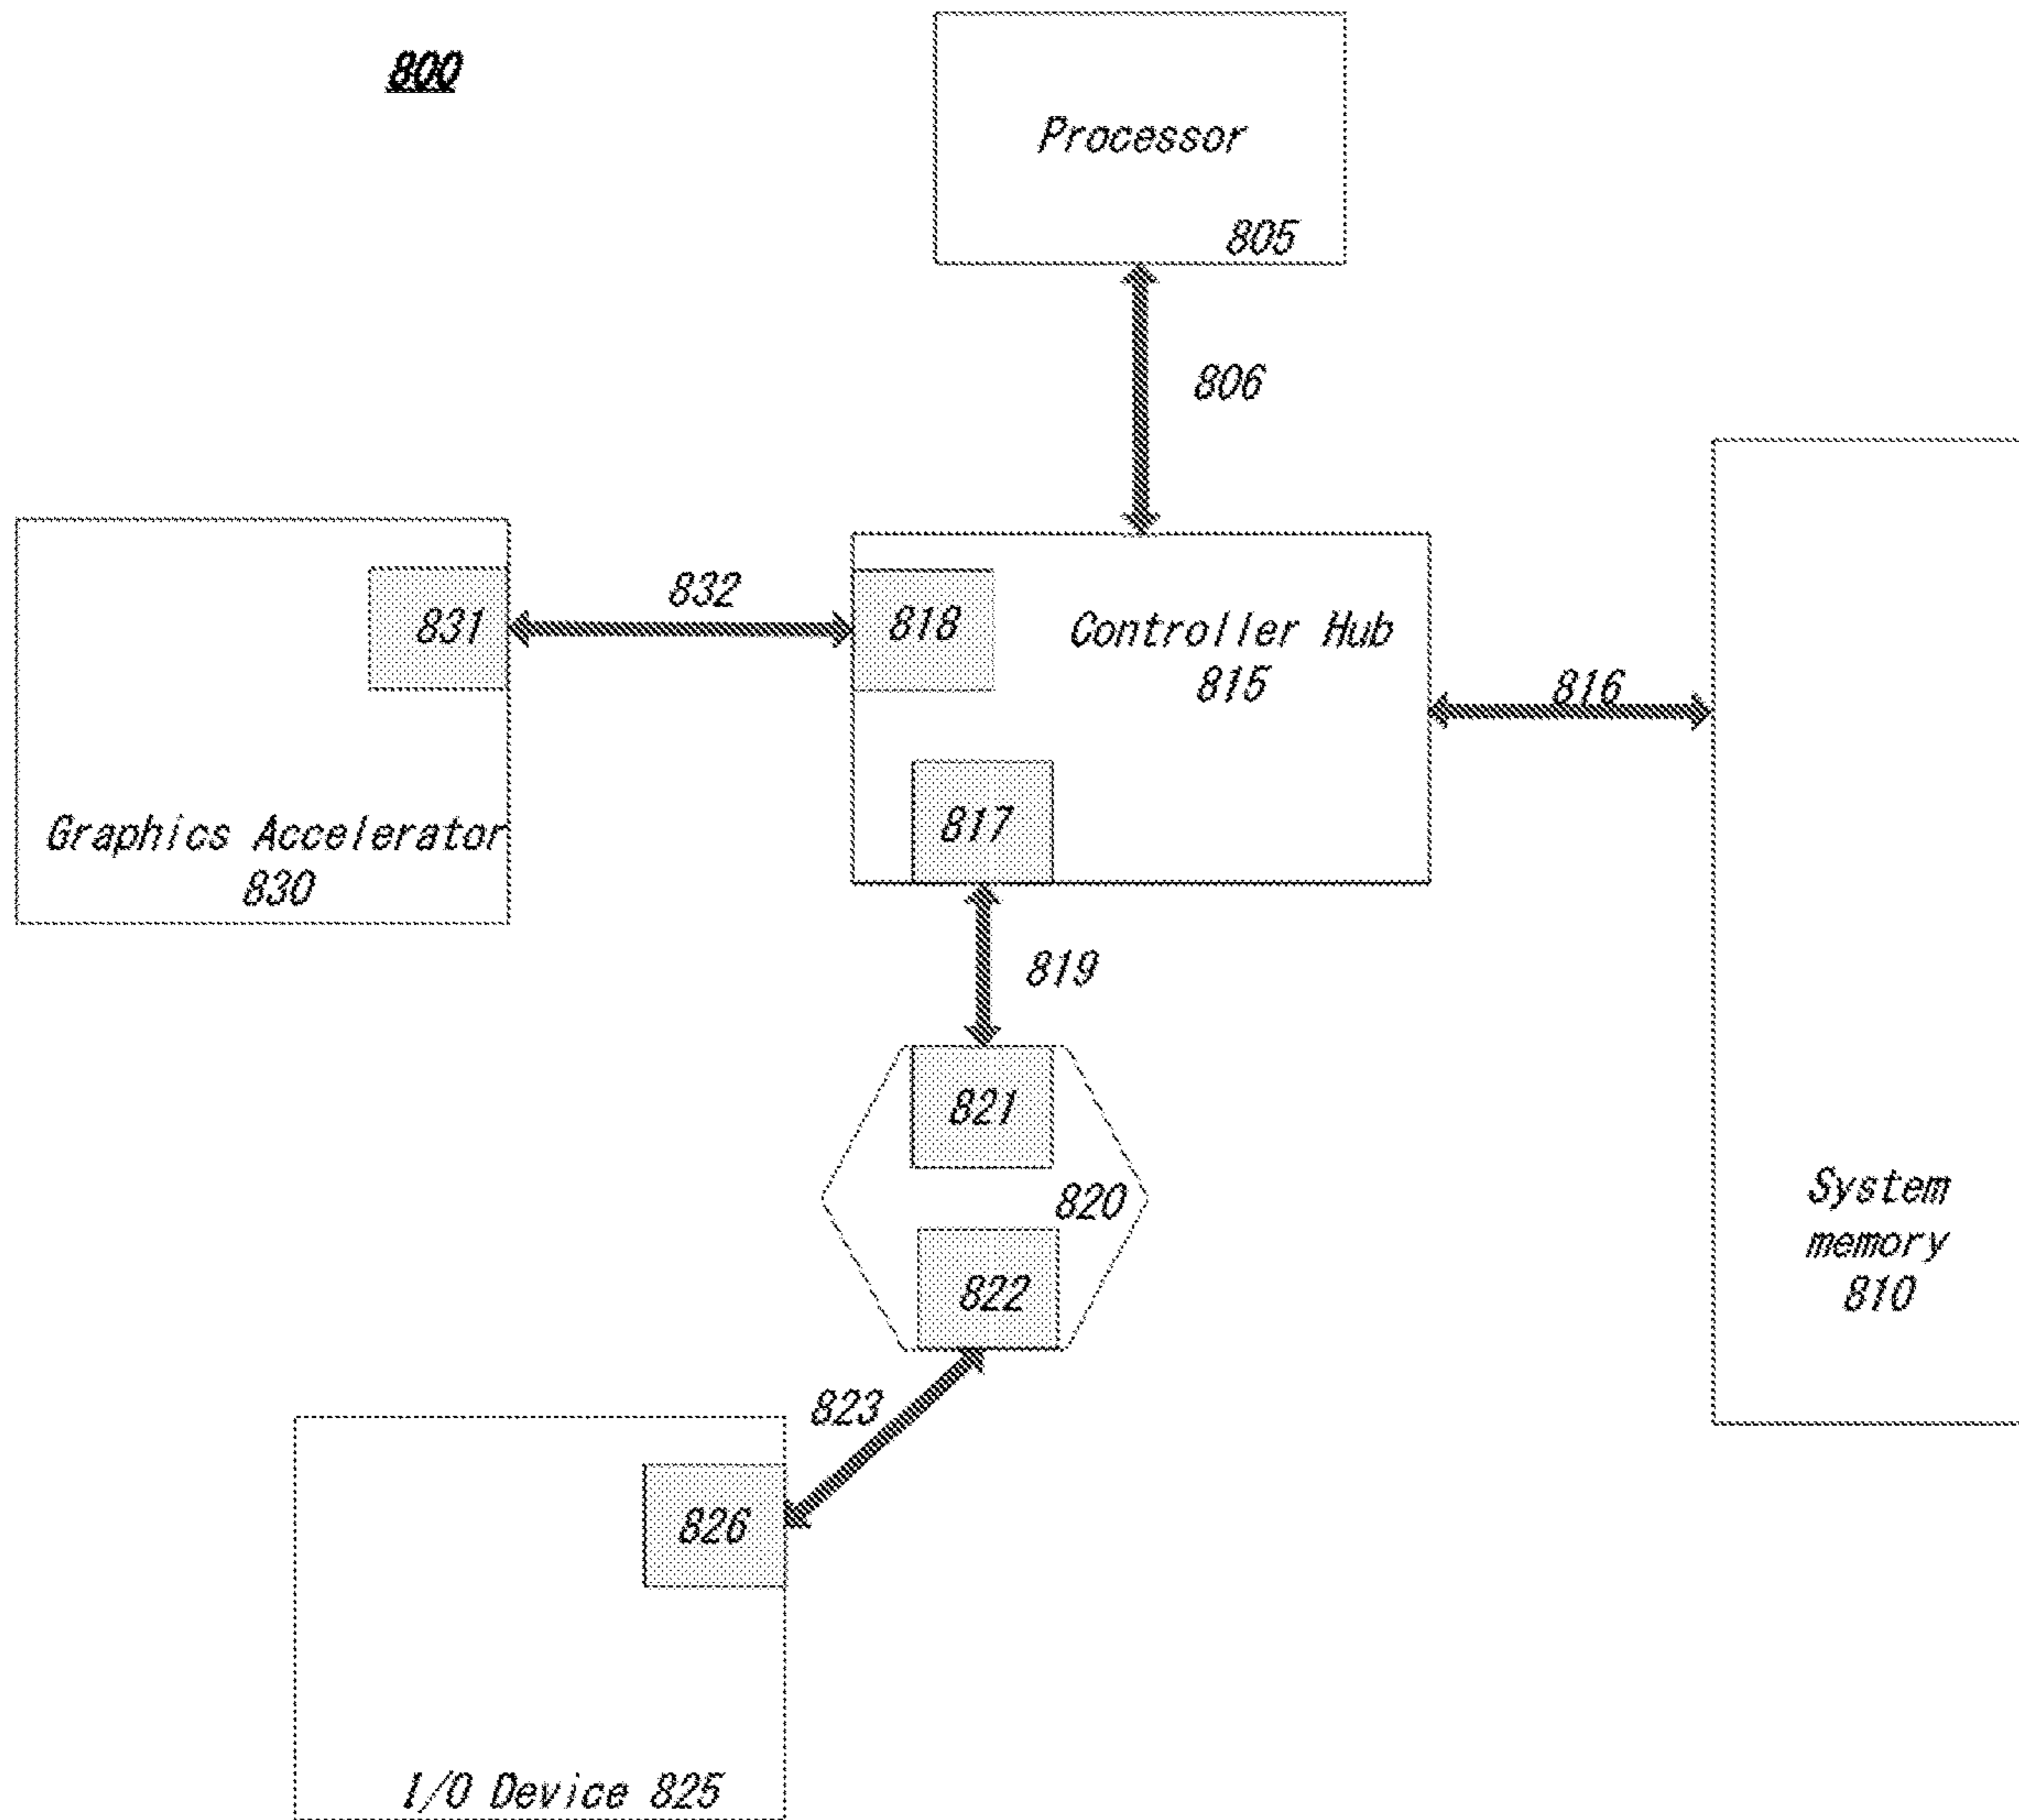 800
Processor
805
806
831
832
818
Controller Hub
815
816
Graphics Accelerator
830
817
819
821
820
822
System
memory
810
823
826
I/O Device 825